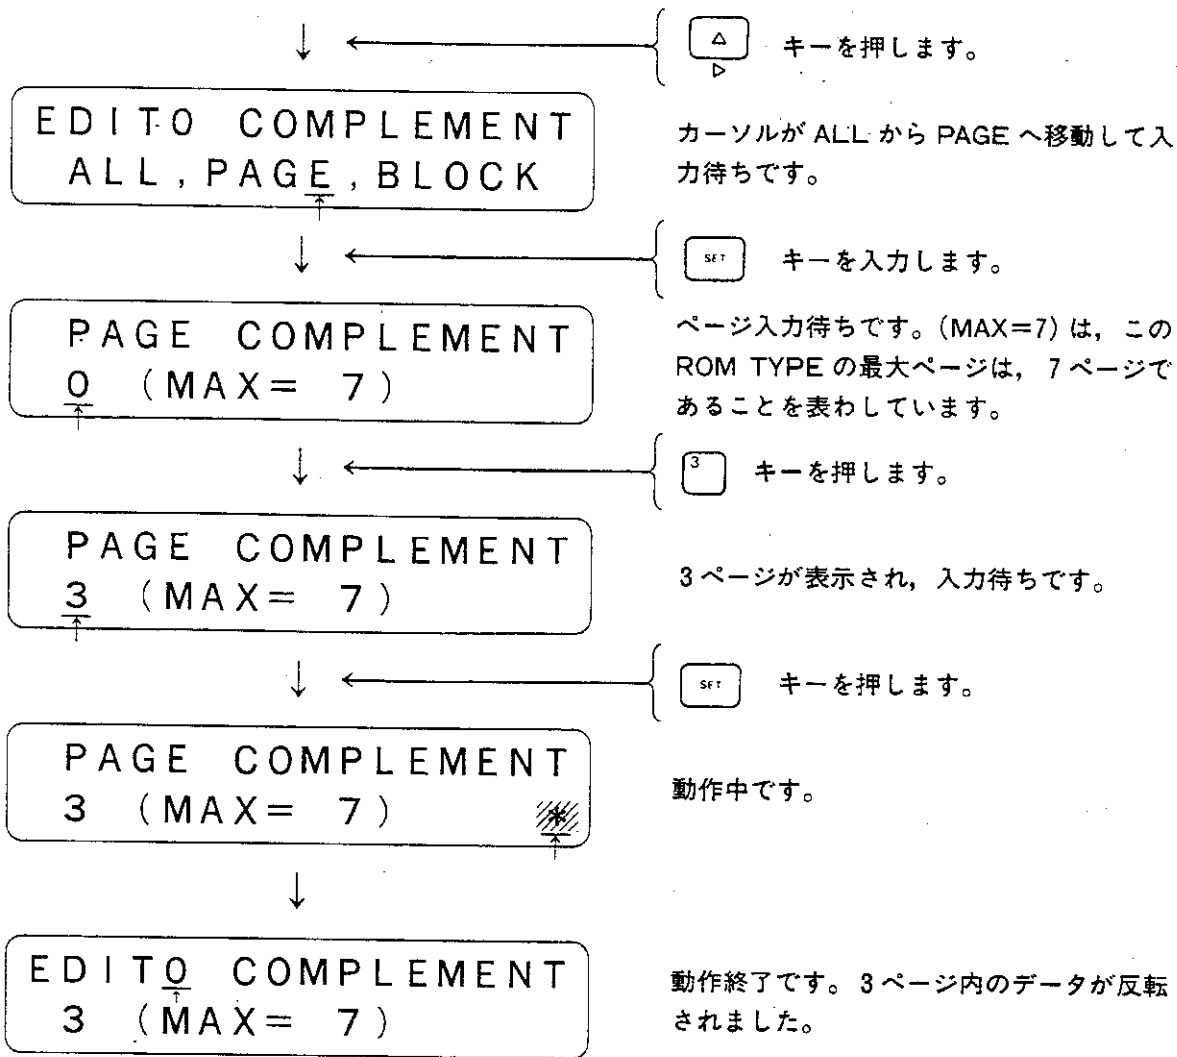 △
▷
キーを押します。
EDIT0 COMPLEMENT
ALL,PAGE,BLOCK
カーソルが ALL から PAGE へ移動して入
力待ちです。
SET
キーを入力します。
PAGE COMPLEMENT
0 (MAX= 7)
ページ入力待ちです。(MAX=7) は, この
ROM TYPE の最大ページは, 7 ページで
あることを表わしています。
3
キーを押します。
PAGE COMPLEMENT
3 (MAX= 7)
3 ページが表示され, 入力待ちです。
SET
キーを押します。
PAGE COMPLEMENT
3 (MAX= 7) *
動作中です。
EDIT0 COMPLEMENT
3 (MAX= 7)
動作終了です。3 ページ内のデータが反転
されました。